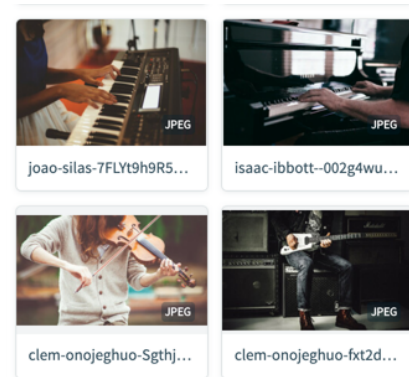 JPEG
JPEG
joao-silas-7FLYt9h9R5...
isaac-ibbott--002g4wu...
JPEG
JPEG
clem-onojeghuo-Sgthj...
clem-onojeghuo-fxt2d...